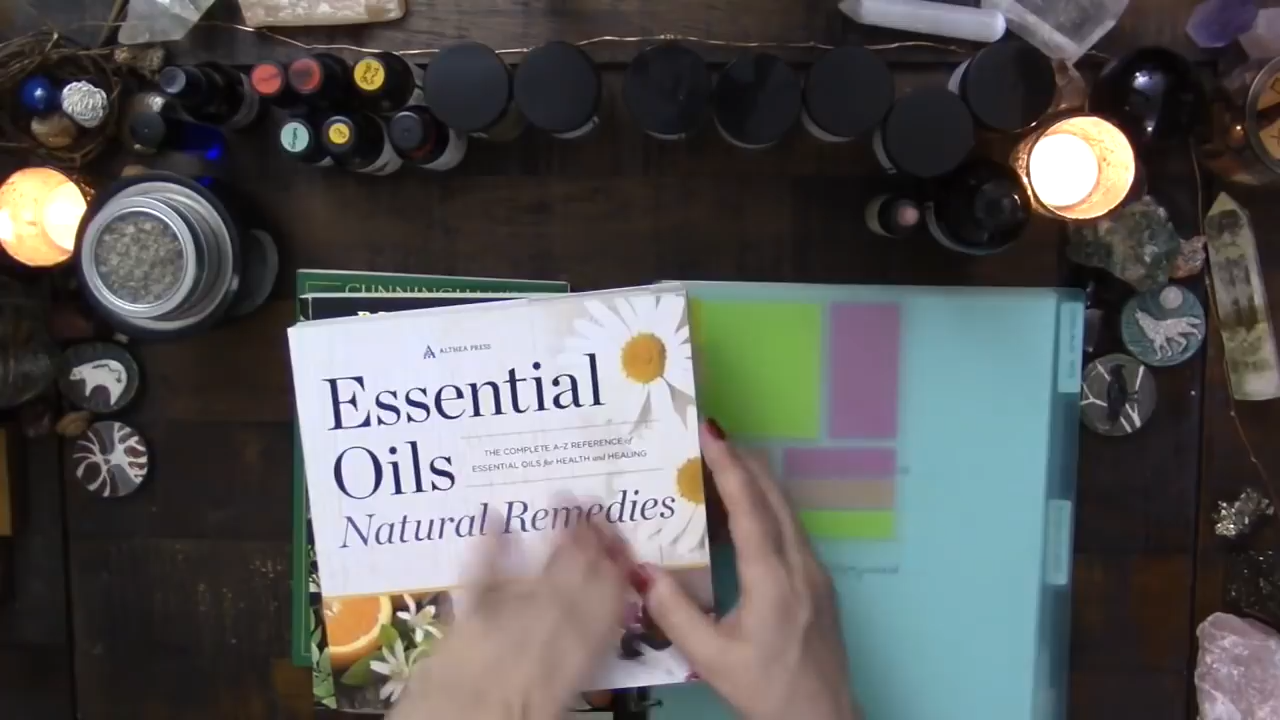 CUNNINGHAM'S
ALTHEA PRESS
Essential
THE COMPLETE A–Z REFERENCE of
ESSENTIAL OILS for HEALTH and HEALING
Oils
Natural Remedies